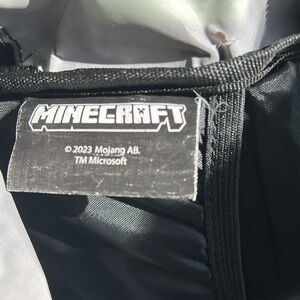 MINECRAFT
© 2023 Mojang AB.
TM Microsoft